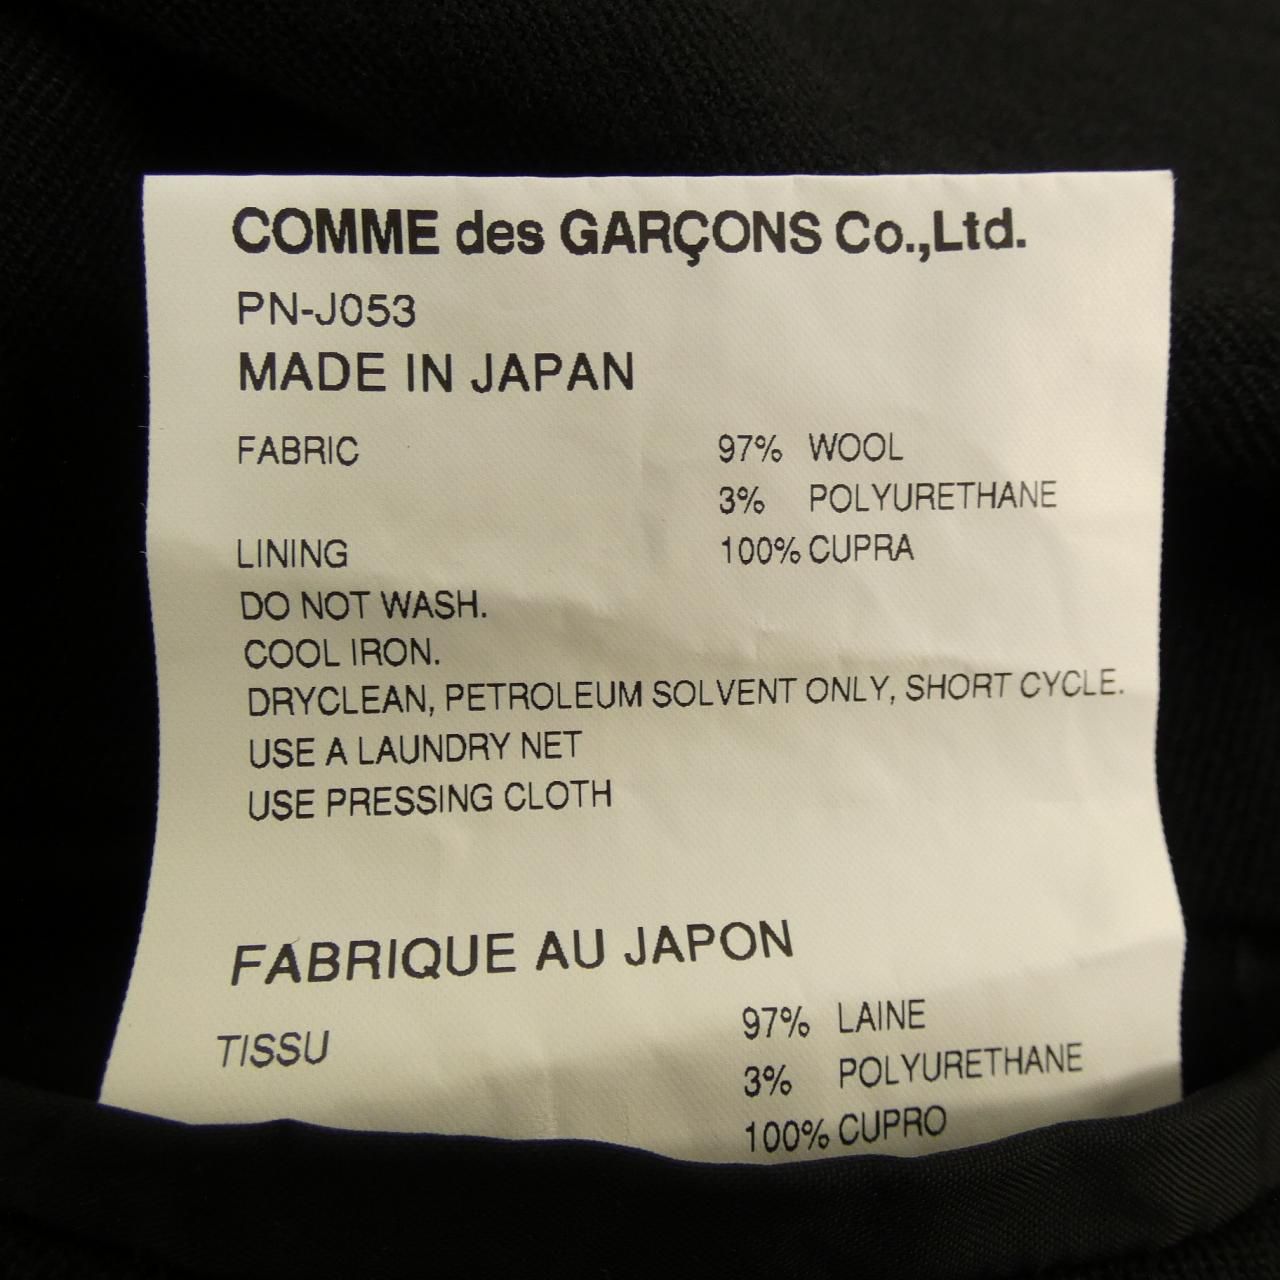 COMME des GARÇONS Co.,Ltd.
PN-J053
MADE IN JAPAN
FABRIC 97% WOOL
3% POLYURETHANE
LINING 100% CUPRA
DO NOT WASH.
COOL IRON.
DRYCLEAN, PETROLEUM SOLVENT ONLY, SHORT CYCLE.
USE A LAUNDRY NET
USE PRESSING CLOTH
FABRIQUE AU JAPON
TISSU 97% LAINE
3% POLYURETHANE
100% CUPRO